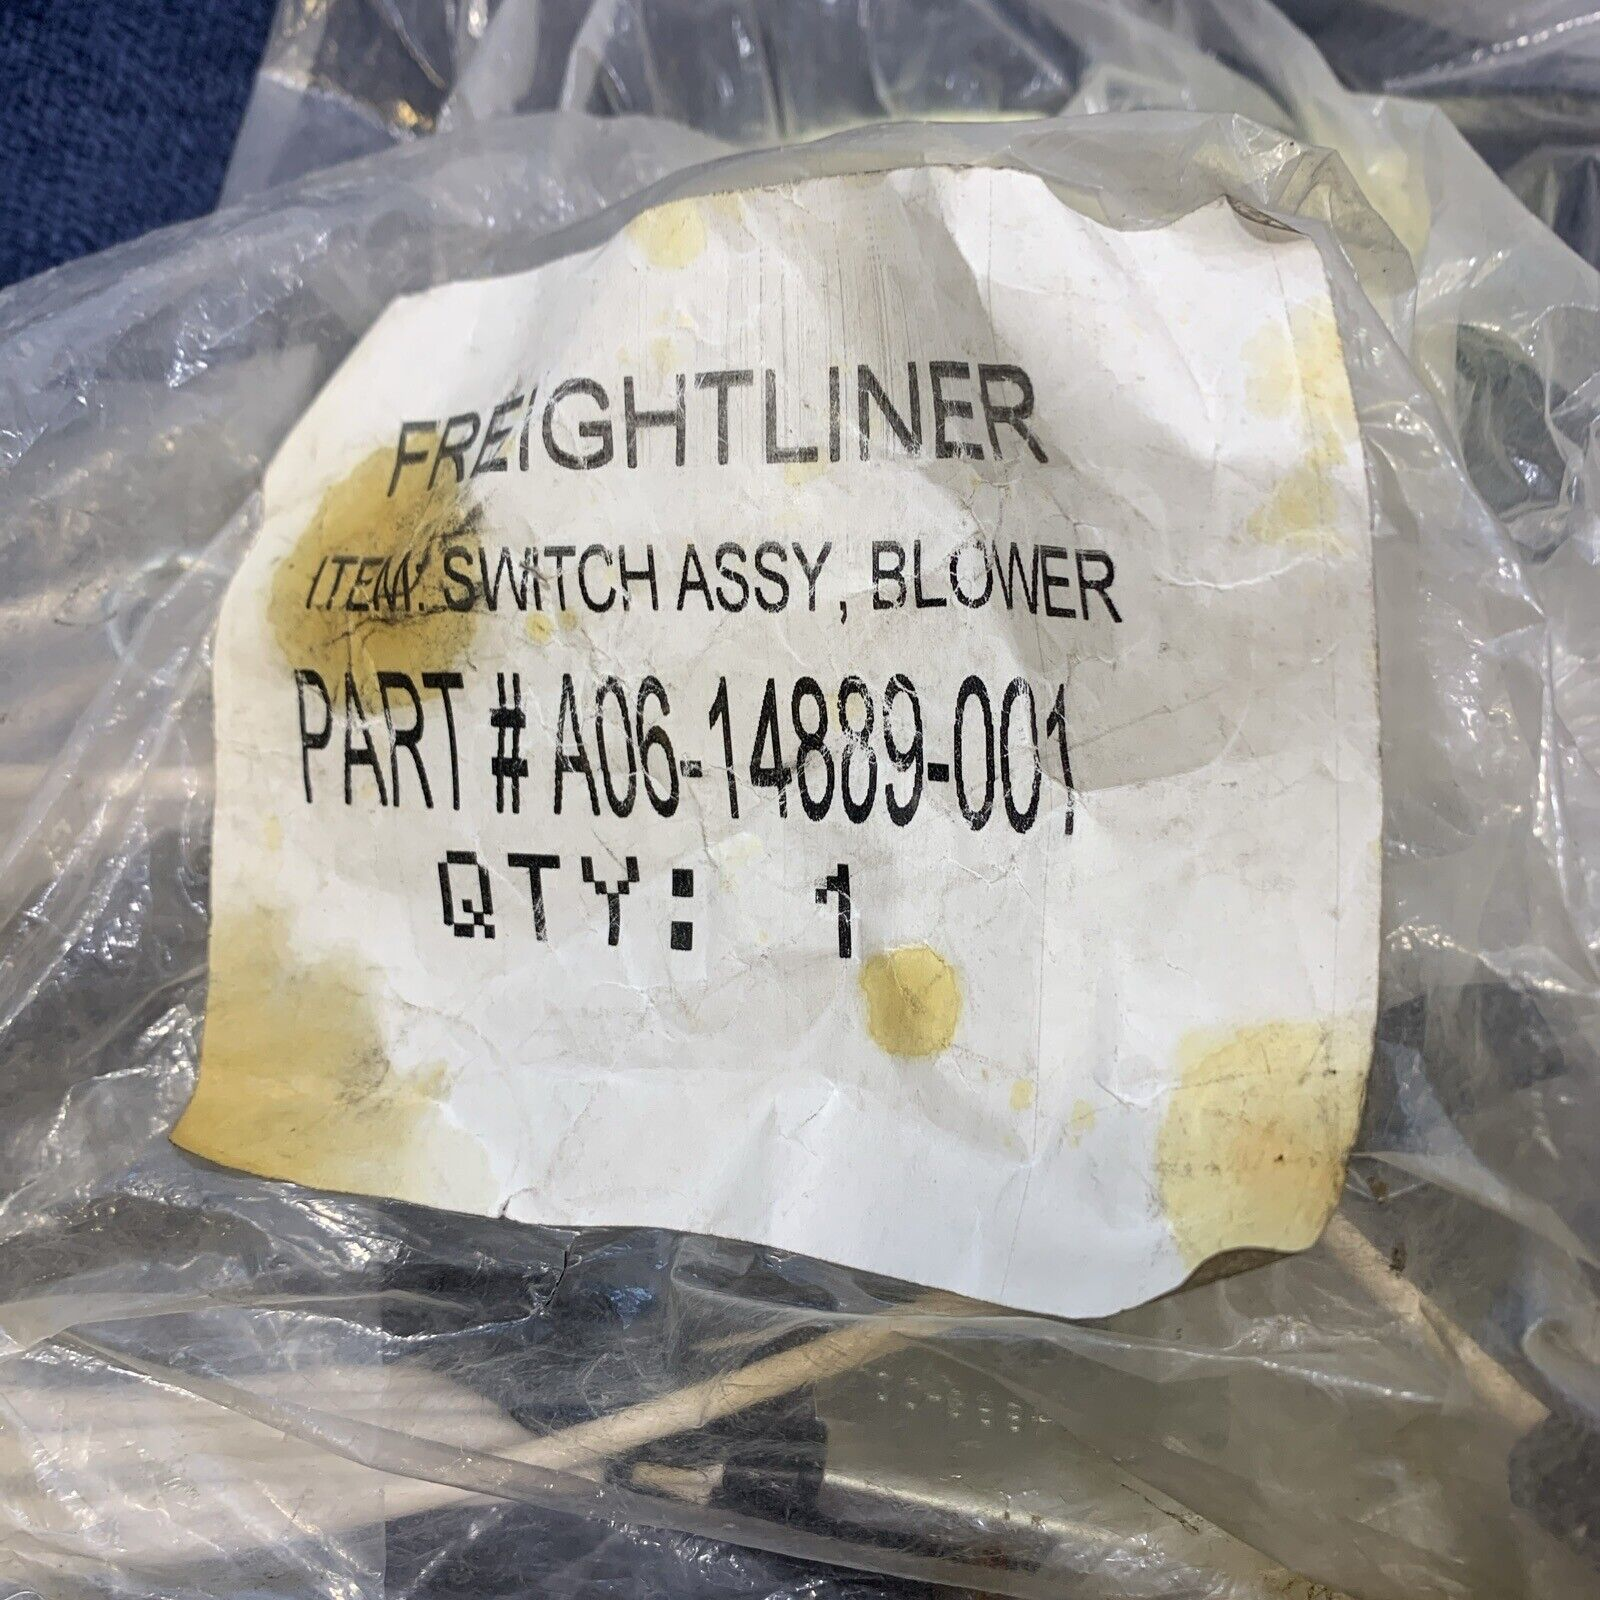 FREIGHTLINER
ITEM: SWITCH ASSY, BLOWER
PART # A06-14889-001
QTY: 1